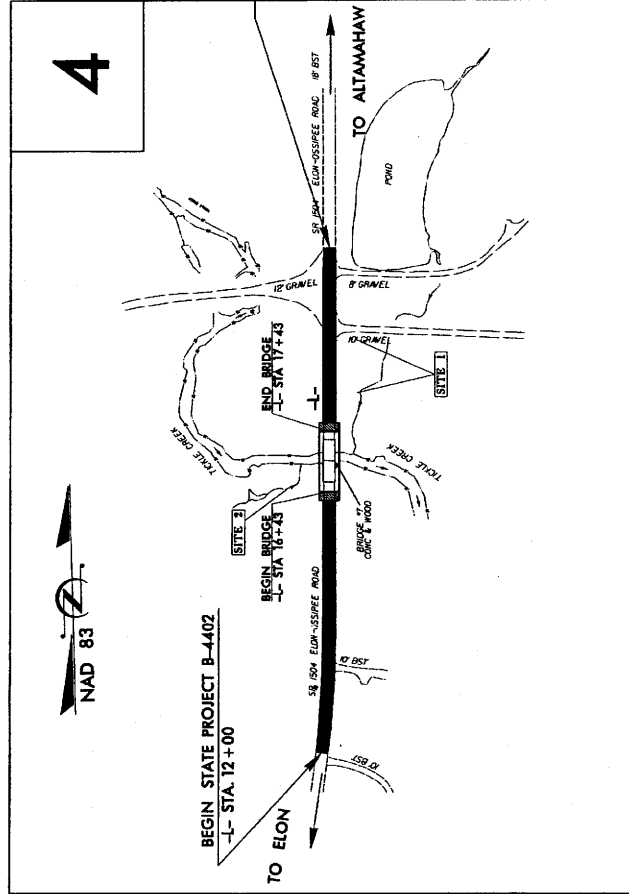 4
NAD 83
BEGIN STATE PROJECT B-4402
-L- STA. 12+00
TO ELON
TO ALTAMAHAW
SR 1504 ELON-OSSIPEE ROAD 18' BST
SR 1504 ELON-OSSIPEE ROAD
BEGIN BRIDGE
-L- STA 16+43
END BRIDGE
-L- STA 17+43
-L-
SITE 2
SITE 1
TICKLE CREEK
TICKLE CREEK
BRIDGE #7
CONC & WOOD
12' GRAVEL
8' GRAVEL
10' GRAVEL
10' BST
10' BST
POND